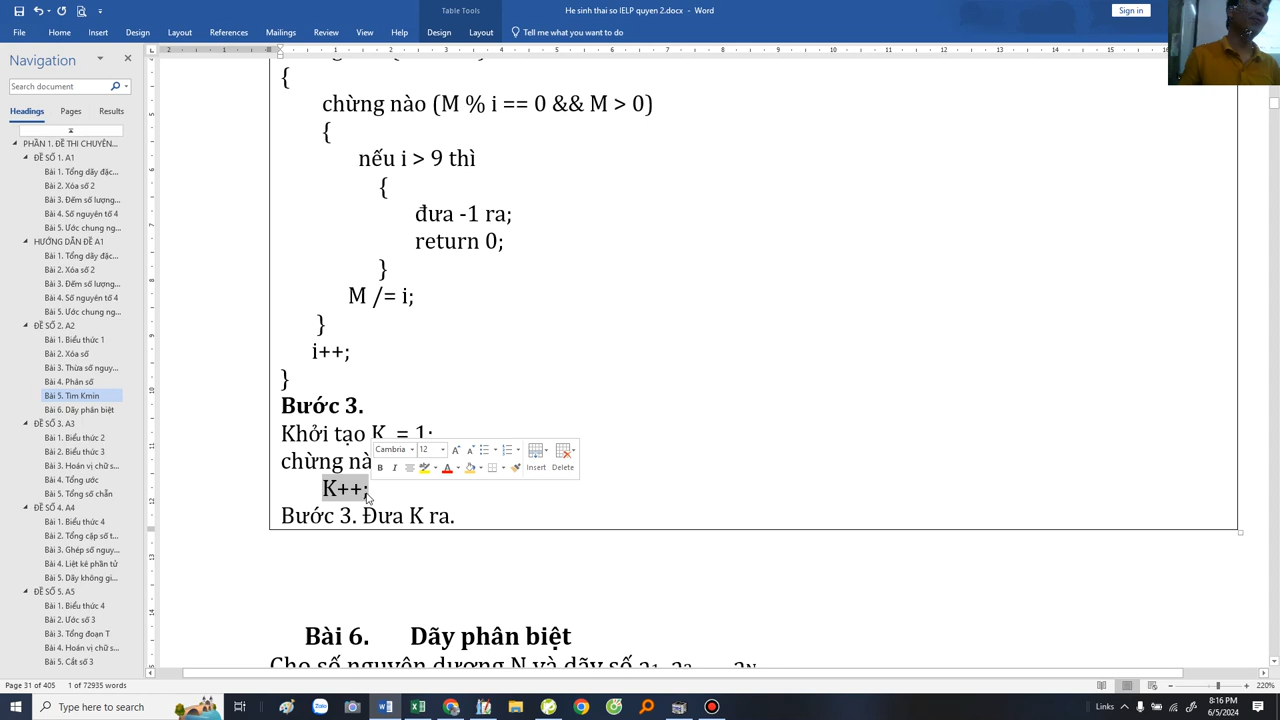 Table Tools
He sinh thai so IELP quyen 2.docx - Word
Sign in
File Home Insert Draw Design Layout References Mailings Review View Help Design Layout Tell me what you want to do
Navigation
Search document
Headings Pages Results
PHẦN 1. ĐỀ THI CHUYÊN...
ĐỀ SỐ 1. A1
Bài 1. Tổng dãy đặc...
Bài 2. Xóa số 2
Bài 3. Đếm số lượng...
Bài 4. Số nguyên tố 4
Bài 5. Ước chung ng...
HƯỚNG DẪN ĐỀ A1
Bài 1. Tổng dãy đặc...
Bài 2. Xóa số 2
Bài 3. Đếm số lượng...
Bài 4. Số nguyên tố 4
Bài 5. Ước chung ng...
ĐỀ SỐ 2. A2
Bài 1. Biểu thức 1
Bài 2. Xóa số
Bài 3. Thừa số nguy...
Bài 4. Phân số
Bài 5. Tìm Kmin
Bài 6. Dãy phân biệt
ĐỀ SỐ 3. A3
Bài 1. Biểu thức 2
Bài 2. Biểu thức 3
Bài 3. Hoán vị chữ s...
Bài 4. Tổng ước
Bài 5. Tổng số chẵn
ĐỀ SỐ 4. A4
Bài 1. Biểu thức 4
Bài 2. Tổng cặp số t...
Bài 3. Ghép số nguy...
Bài 4. Liệt kê phần tử
Bài 5. Dãy không gi...
ĐỀ SỐ 5. A5
Bài 1. Biểu thức 4
Bài 2. Ước số 3
Bài 3. Tổng đoạn T
Bài 4. Hoán vị chữ s...
Bài 5. Cắt số 3
{
chừng nào (M % i == 0 && M > 0)
{
nếu i > 9 thì
{
đưa -1 ra;
return 0;
}
M /= i;
}
i++;
}
Bước 3.
Khởi tạo K = 1;
chừng nà
Cambria 12
B I Insert Delete
K++;
Bước 3. Đưa K ra.
Bài 6. Dãy phân biệt
Cho số nguyên dương N và dãy số a1, a2, ..., aN
Page 31 of 405 1 of 72935 words
220%
Type here to search
8:16 PM
6/5/2024